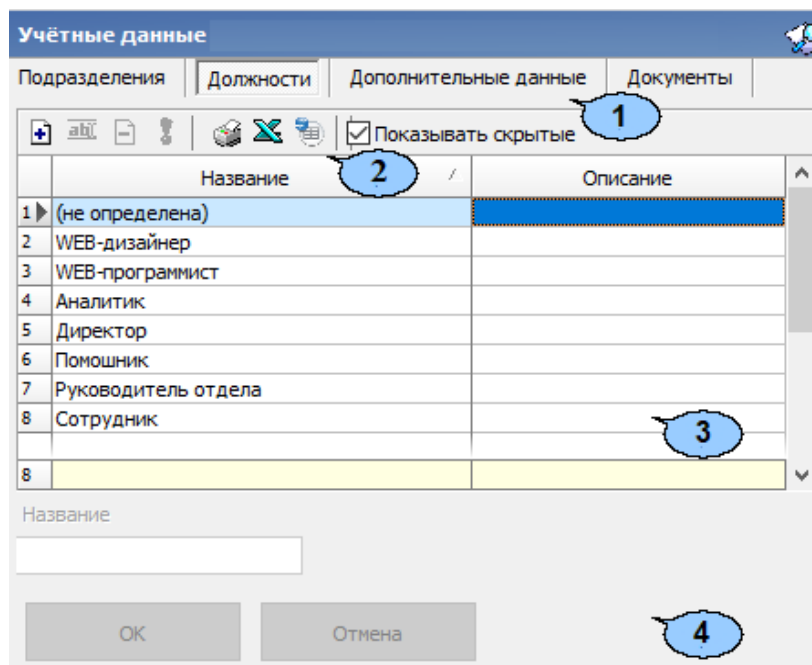 Учётные данные
Подразделения Должности Дополнительные данные Документы
1
abI Показывать скрытые
2
Название Описание
1 (не определена)
2 WEB-дизайнер
3 WEB-программист
4 Аналитик
5 Директор
6 Помошник
7 Руководитель отдела
8 Сотрудник
3
8
Название
ОК Отмена
4